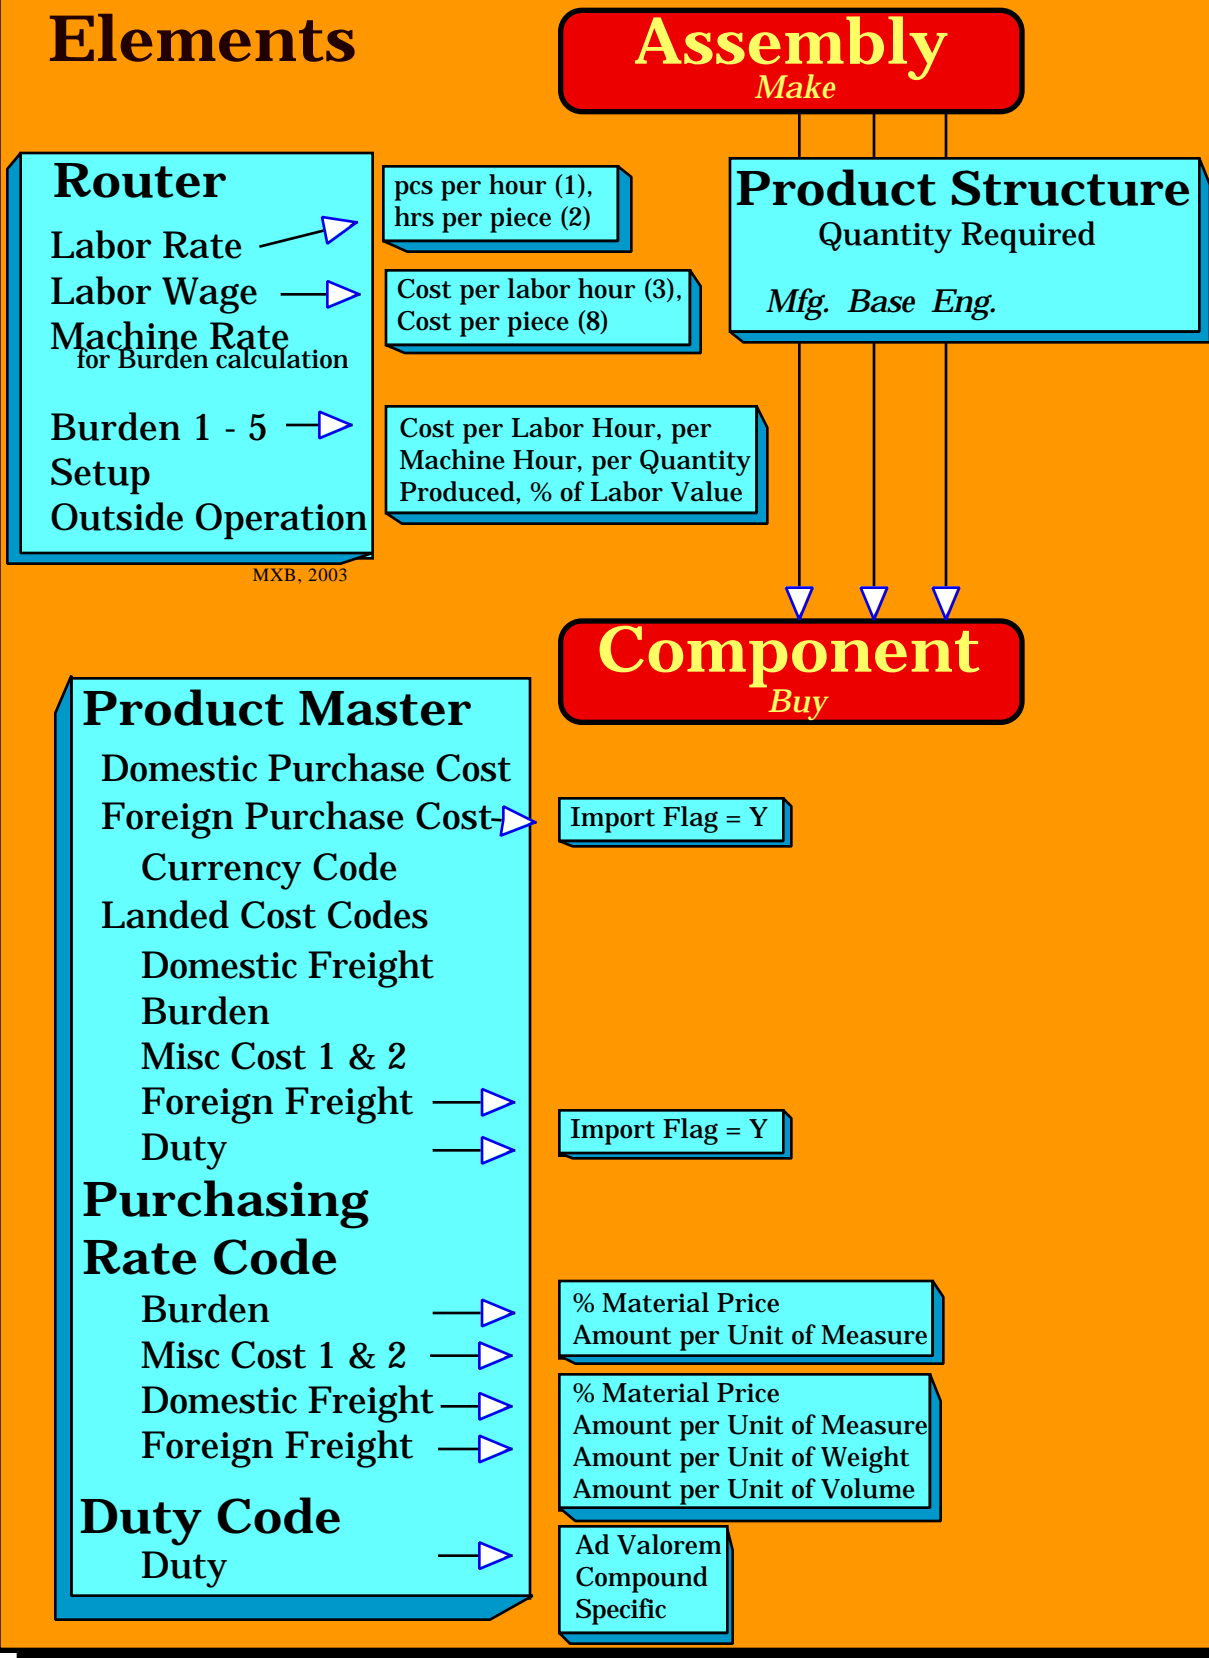 Elements
Assembly
Make
Router
Labor Rate
Labor Wage
Machine Rate
for Burden calculation
Burden 1 - 5
Setup
Outside Operation
MXB, 2003
pcs per hour (1),
hrs per piece (2)
Cost per labor hour (3),
Cost per piece (8)
Cost per Labor Hour, per
Machine Hour, per Quantity
Produced, % of Labor Value
Product Structure
Quantity Required
Mfg. Base Eng.
Component
Buy
Product Master
Domestic Purchase Cost
Foreign Purchase Cost
Import Flag = Y
Currency Code
Landed Cost Codes
Domestic Freight
Burden
Misc Cost 1 & 2
Foreign Freight
Duty
Import Flag = Y
Purchasing
Rate Code
Burden
Misc Cost 1 & 2
Domestic Freight
Foreign Freight
% Material Price
Amount per Unit of Measure
% Material Price
Amount per Unit of Measure
Amount per Unit of Weight
Amount per Unit of Volume
Duty Code
Duty
Ad Valorem
Compound
Specific